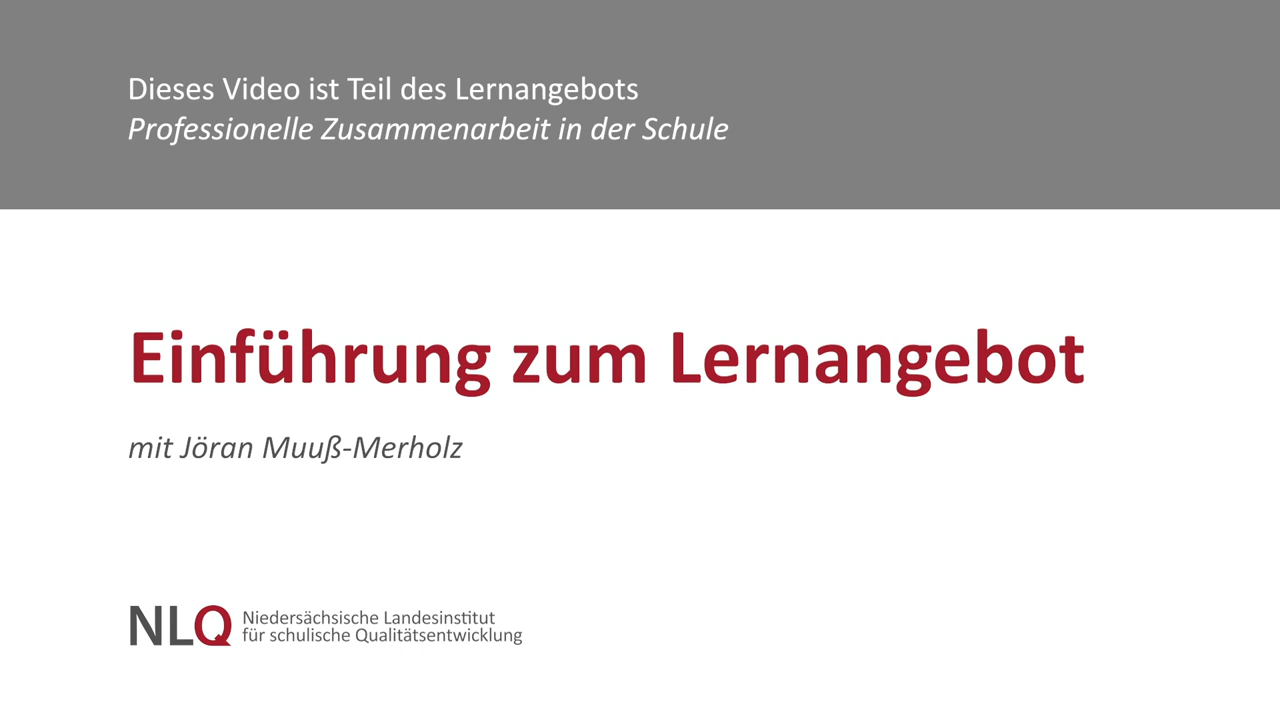 Dieses Video ist Teil des Lernangebots
Professionelle Zusammenarbeit in der Schule
Einführung zum Lernangebot
mit Jöran Muuß-Merholz
NLQ Niedersächsische Landesinstitut
für schulische Qualitätsentwicklung